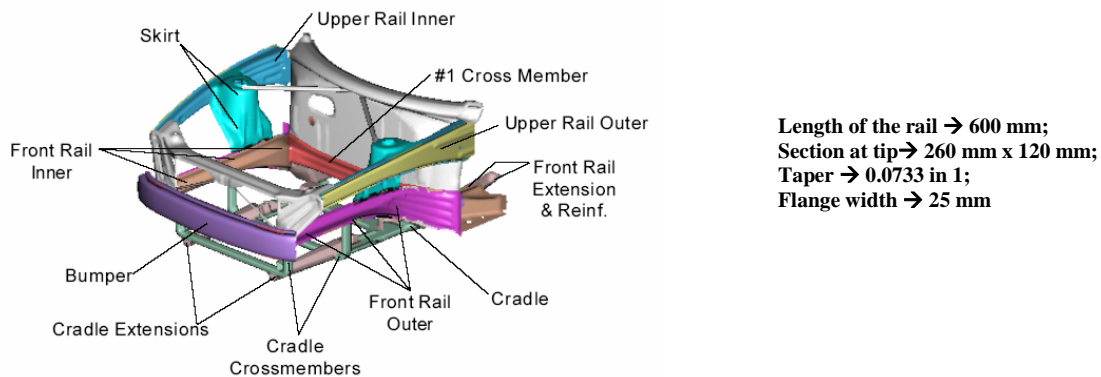 Upper Rail Inner
Skirt
#1 Cross Member
Upper Rail Outer
Front Rail
Inner
Front Rail
Extension
& Reinf.
Bumper
Front Rail
Outer
Cradle
Cradle Extensions
Cradle
Crossmembers
Length of the rail → 600 mm;
Section at tip→ 260 mm x 120 mm;
Taper → 0.0733 in 1;
Flange width → 25 mm